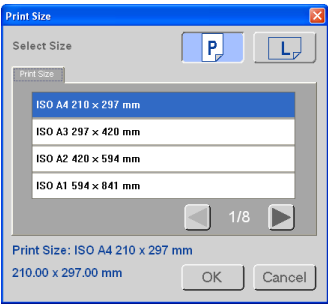 Print Size
Select Size
P
L
Print Size
ISO A4 210 x 297 mm
ISO A3 297 x 420 mm
ISO A2 420 x 594 mm
ISO A1 594 x 841 mm
1/8
Print Size: ISO A4 210 x 297 mm
210.00 x 297.00 mm
OK
Cancel